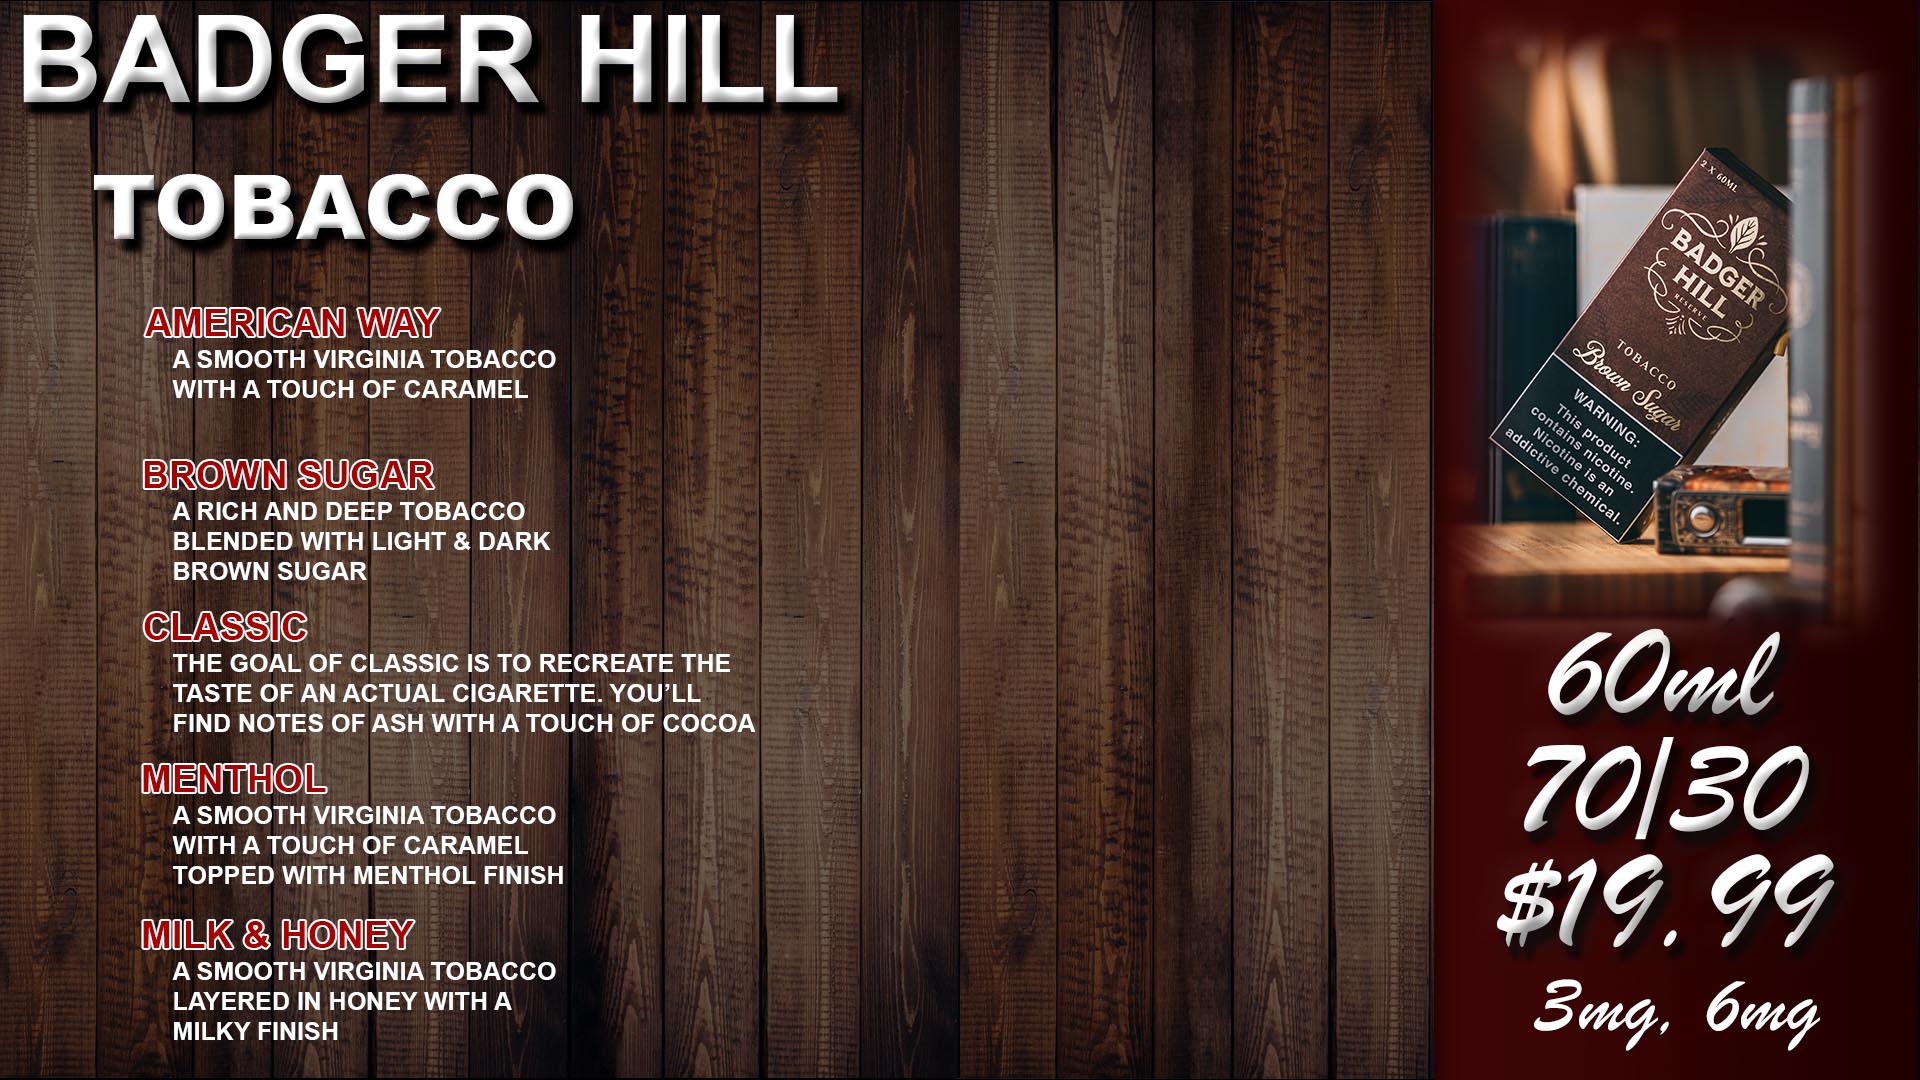 BADGER HILL
TOBACCO
AMERICAN WAY
A SMOOTH VIRGINIA TOBACCO
WITH A TOUCH OF CARAMEL
BROWN SUGAR
A RICH AND DEEP TOBACCO
BLENDED WITH LIGHT & DARK
BROWN SUGAR
CLASSIC
THE GOAL OF CLASSIC IS TO RECREATE THE
TASTE OF AN ACTUAL CIGARETTE. YOU’LL
FIND NOTES OF ASH WITH A TOUCH OF COCOA
MENTHOL
A SMOOTH VIRGINIA TOBACCO
WITH A TOUCH OF CARAMEL
TOPPED WITH MENTHOL FINISH
MILK & HONEY
A SMOOTH VIRGINIA TOBACCO
LAYERED IN HONEY WITH A
MILKY FINISH
2 X 60ML
BADGER
HILL
RESERVE
TOBACCO
Brown Sugar
WARNING:
This product
contains nicotine.
Nicotine is an
addictive chemical.
60ml
70|30
$19.99
3mg, 6mg